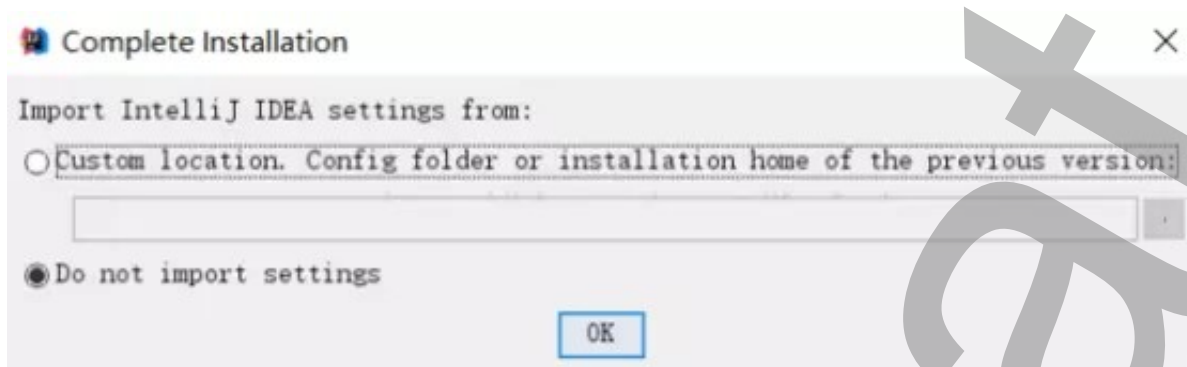 Complete Installation
Import IntelliJ IDEA settings from:
Custom location. Config folder or installation home of the previous version:
Do not import settings
OK